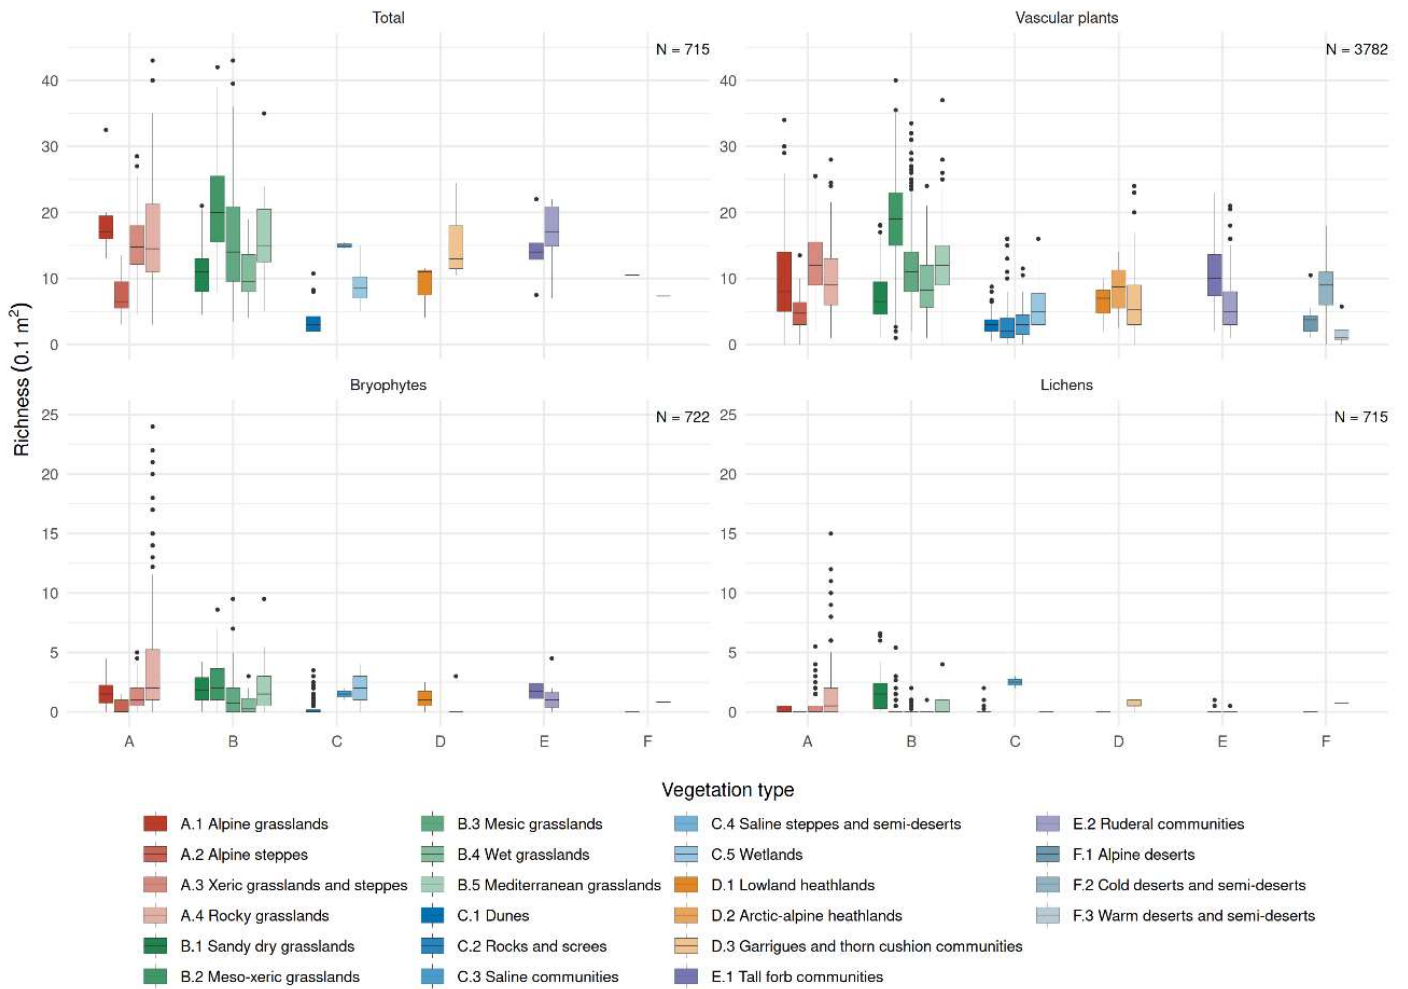 Total
Vascular plants
N = 715
N = 3782
40
30
20
10
0
40
30
20
10
0
Richness (0.1 m²)
Bryophytes
Lichens
N = 722
N = 715
25
20
15
10
5
0
25
20
15
10
5
0
A B C D E F
A B C D E F
Vegetation type
A.1 Alpine grasslands
A.2 Alpine steppes
A.3 Xeric grasslands and steppes
A.4 Rocky grasslands
B.1 Sandy dry grasslands
B.2 Meso-xeric grasslands
B.3 Mesic grasslands
B.4 Wet grasslands
B.5 Mediterranean grasslands
C.1 Dunes
C.2 Rocks and screes
C.3 Saline communities
C.4 Saline steppes and semi-deserts
C.5 Wetlands
D.1 Lowland heathlands
D.2 Arctic-alpine heathlands
D.3 Garrigues and thorn cushion communities
E.1 Tall forb communities
E.2 Ruderal communities
F.1 Alpine deserts
F.2 Cold deserts and semi-deserts
F.3 Warm deserts and semi-deserts